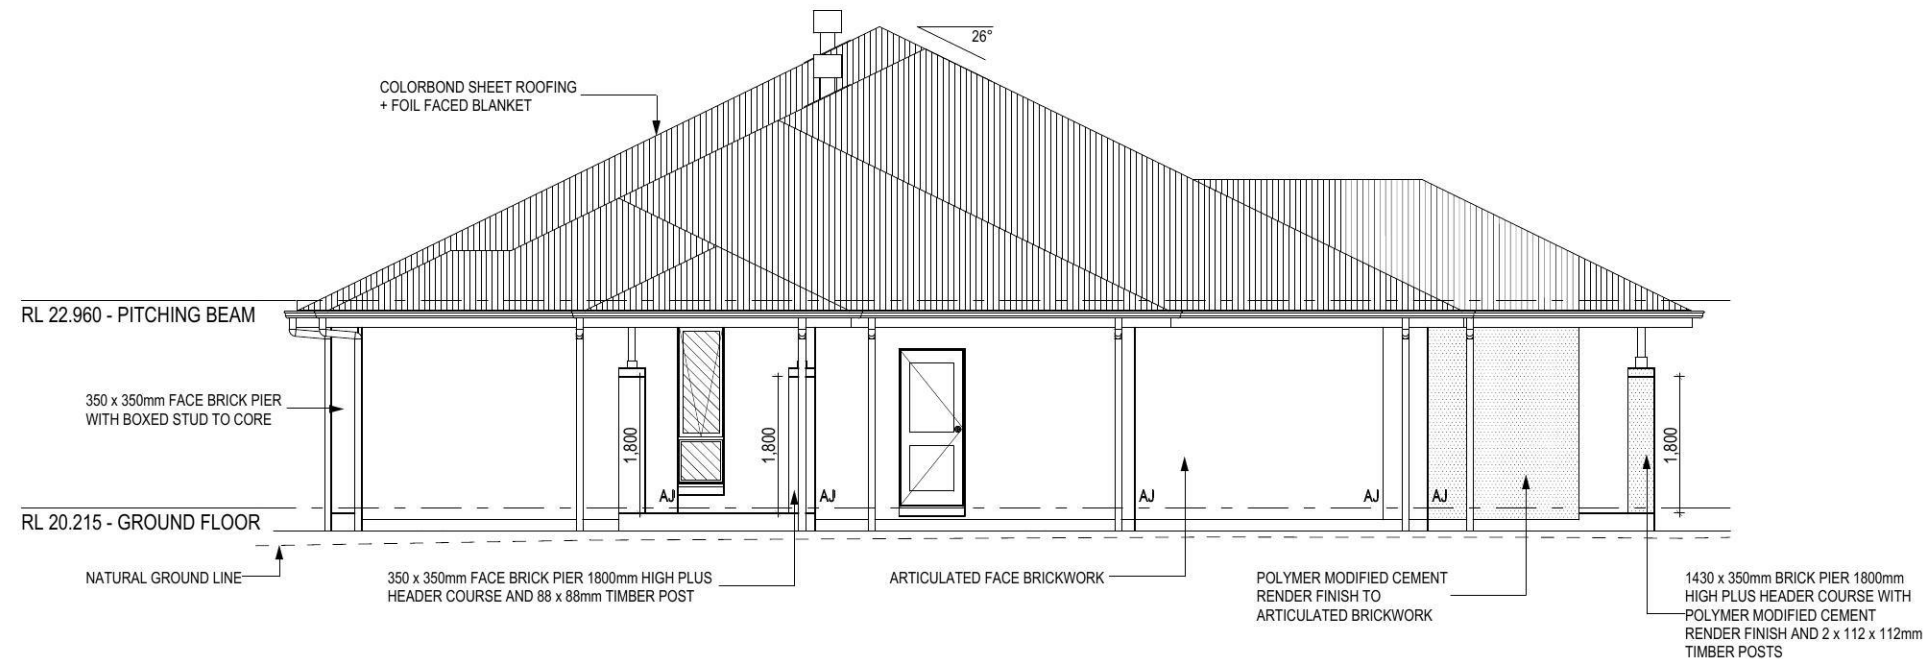 26°
COLORBOND SHEET ROOFING
+ FOIL FACED BLANKET
RL 22.960 - PITCHING BEAM
350 x 350mm FACE BRICK PIER
WITH BOXED STUD TO CORE
1,800
1,800
1,800
AJ
AJ
AJ
AJ
AJ
RL 20.215 - GROUND FLOOR
NATURAL GROUND LINE
350 x 350mm FACE BRICK PIER 1800mm HIGH PLUS
HEADER COURSE AND 88 x 88mm TIMBER POST
ARTICULATED FACE BRICKWORK
POLYMER MODIFIED CEMENT
RENDER FINISH TO
ARTICULATED BRICKWORK
1430 x 350mm BRICK PIER 1800mm
HIGH PLUS HEADER COURSE WITH
POLYMER MODIFIED CEMENT
RENDER FINISH AND 2 x 112 x 112mm
TIMBER POSTS